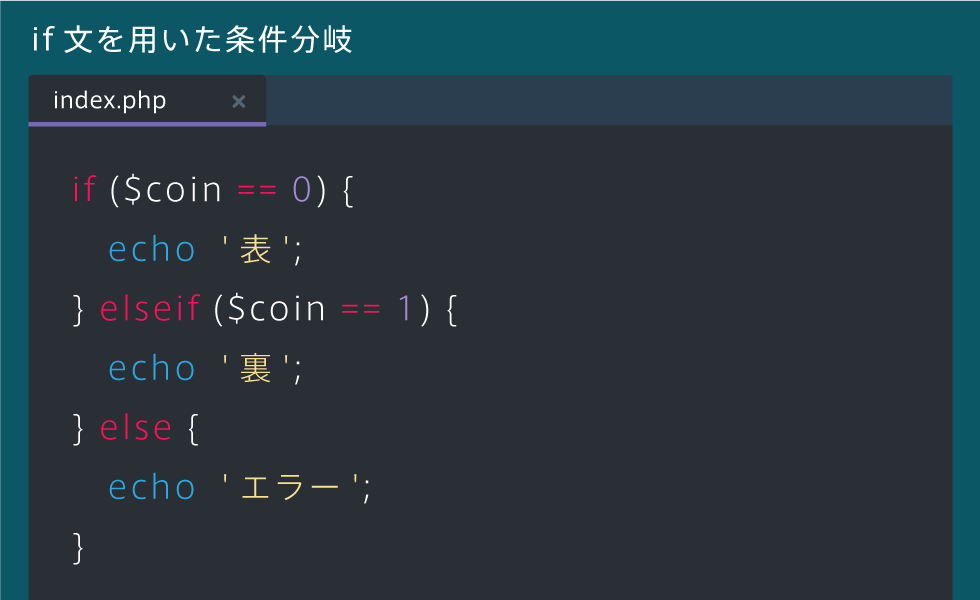 if 文を用いた条件分岐
index.php ×
if ($coin == 0) {
echo '表';
} elseif ($coin == 1) {
echo '裏';
} else {
echo 'エラー';
}